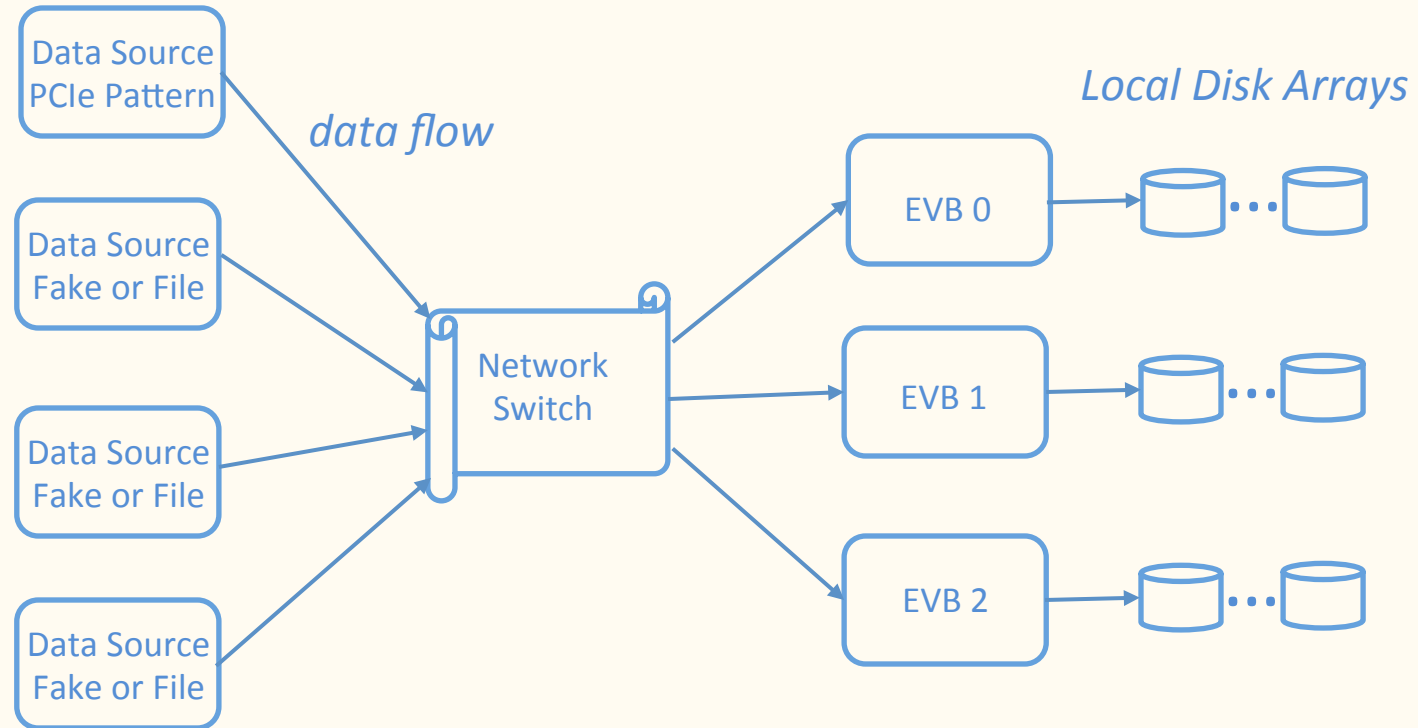 Data Source
PCIe Pattern
data flow
Local Disk Arrays
Data Source
Fake or File
Network
Switch
Data Source
Fake or File
Data Source
Fake or File
EVB 0
...
EVB 1
...
EVB 2
...